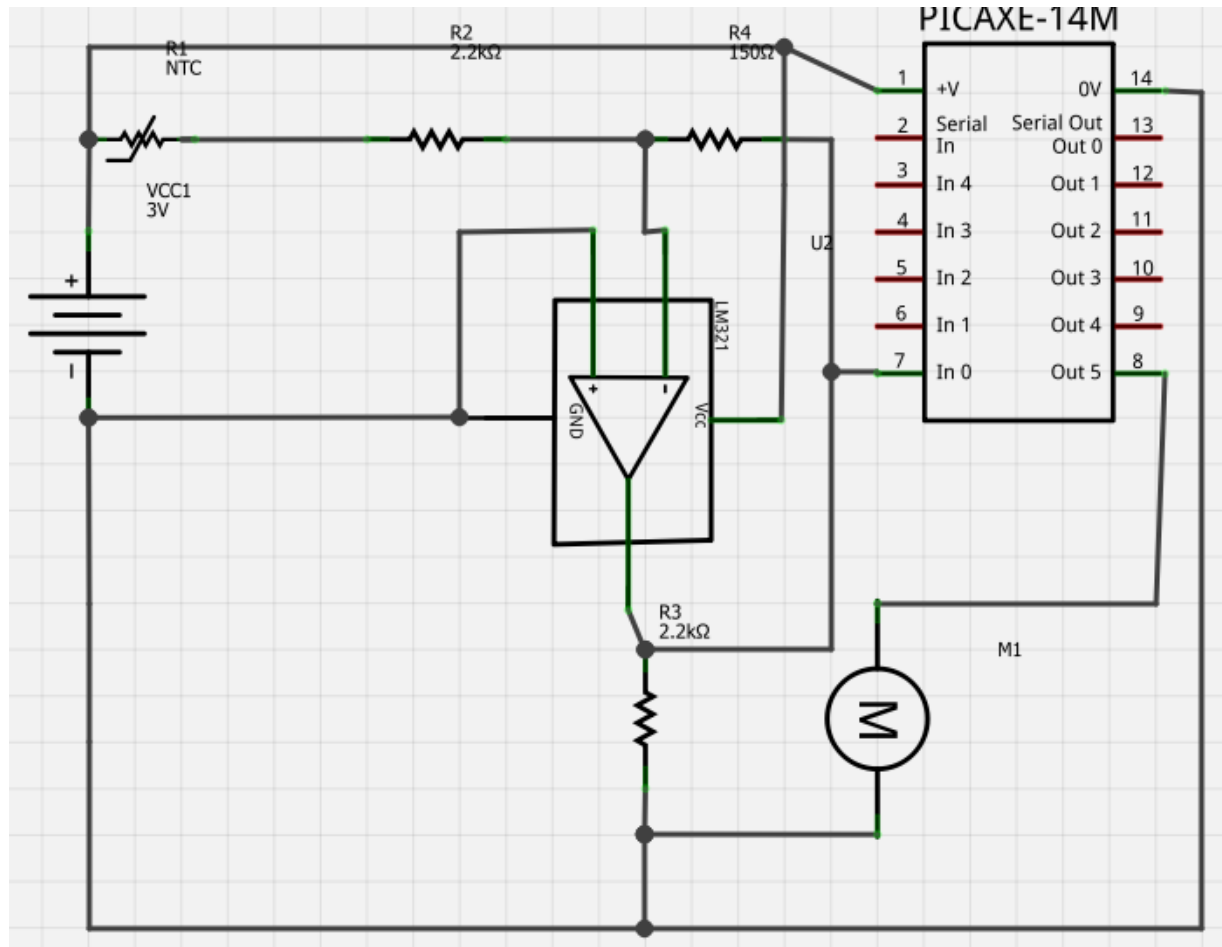 PICAXE-14M
R1
NTC
R2
2.2kΩ
R4
150Ω
1
+V
0V
14
2
Serial
In
Serial Out
Out 0
13
3
In 4
Out 1
12
4
In 3
Out 2
11
5
In 2
Out 3
10
6
In 1
Out 4
9
7
In 0
Out 5
8
VCC1
3V
+
-
U2
LM321
+
-
GND
Vcc
R3
2.2kΩ
M1
M